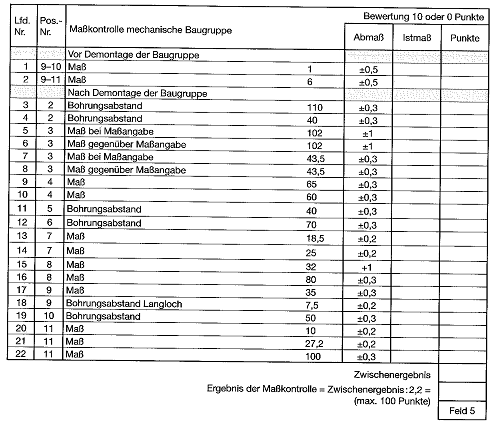 Lfd. Nr. Pos.-Nr. Maßkontrolle mechanische Baugruppe Bewertung 10 oder 0 Punkte
Abmaß Istmaß Punkte
Vor Demontage der Baugruppe
1 9–10 Maß 1 ±0,5
2 9–11 Maß 6 ±0,5
Nach Demontage der Baugruppe
3 2 Bohrungsabstand 110 ±0,3
4 2 Bohrungsabstand 40 ±0,3
5 3 Maß bei Maßangabe 102 ±1
6 3 Maß gegenüber Maßangabe 102 ±1
7 3 Maß bei Maßangabe 43,5 ±0,3
8 3 Maß gegenüber Maßangabe 43,5 ±0,3
9 4 Maß 65 ±0,3
10 4 Maß 60 ±0,3
11 5 Bohrungsabstand 40 ±0,3
12 6 Bohrungsabstand 70 ±0,3
13 7 Maß 18,5 ±0,2
14 7 Maß 25 ±0,2
15 8 Maß 32 +1
16 8 Maß 80 ±0,3
17 9 Maß 35 ±0,3
18 9 Bohrungsabstand Langloch 7,5 ±0,2
19 10 Bohrungsabstand 50 ±0,3
20 11 Maß 10 ±0,2
21 11 Maß 27,2 ±0,2
22 11 Maß 100 ±0,3
Zwischenergebnis
Ergebnis der Maßkontrolle = Zwischenergebnis : 2,2 =
(max. 100 Punkte)
Feld 5